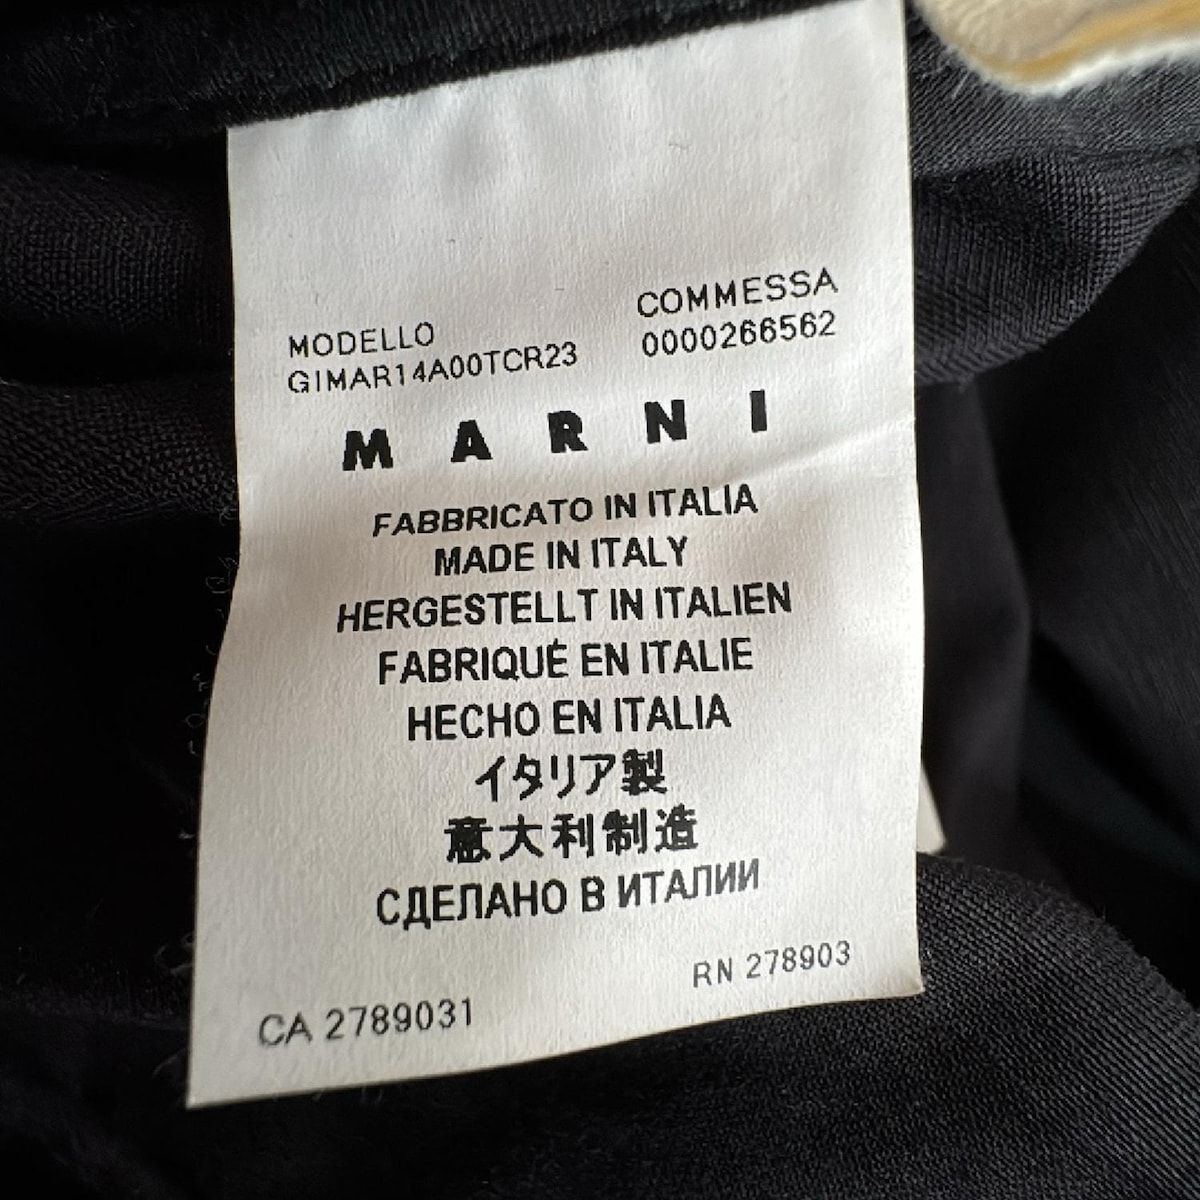 MODELLO
GIMAR14A00TCR23
COMMESSA
0000266562
MARNI
FABBRICATO IN ITALIA
MADE IN ITALY
HERGESTELLT IN ITALIEN
FABRIQUÉ EN ITALIE
HECHO EN ITALIA
イタリア製
意大利制造
СДЕЛАНО В ИТАЛИИ
CA 2789031
RN 278903